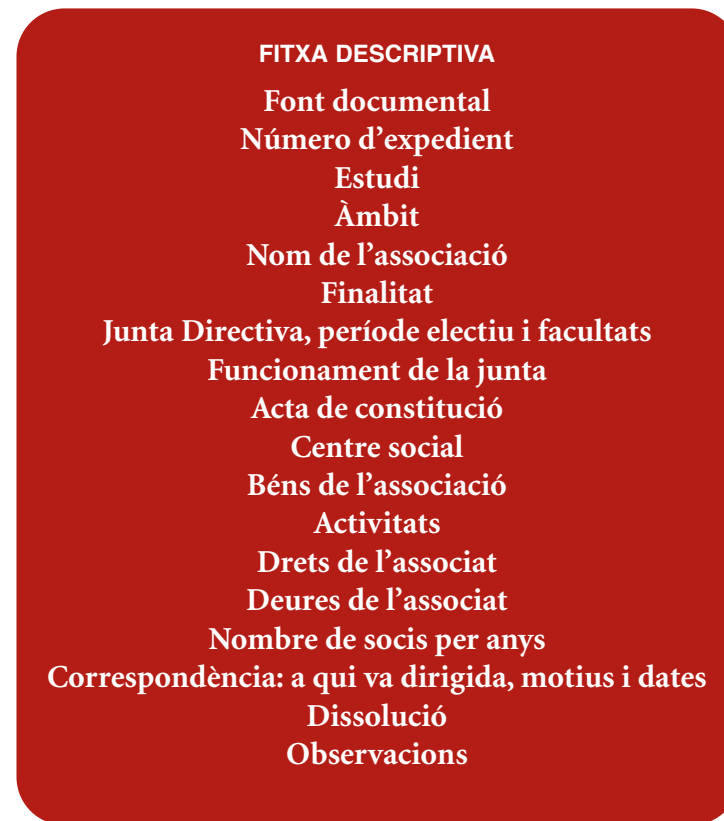 FITXA DESCRIPTIVA
Font documental
Número d’expedient
Estudi
Àmbit
Nom de l’associació
Finalitat
Junta Directiva, període electiu i facultats
Funcionament de la junta
Acta de constitució
Centre social
Béns de l’associació
Activitats
Drets de l’associat
Deures de l’associat
Nombre de socis per anys
Correspondència: a qui va dirigida, motius i dates
Dissolució
Observacions